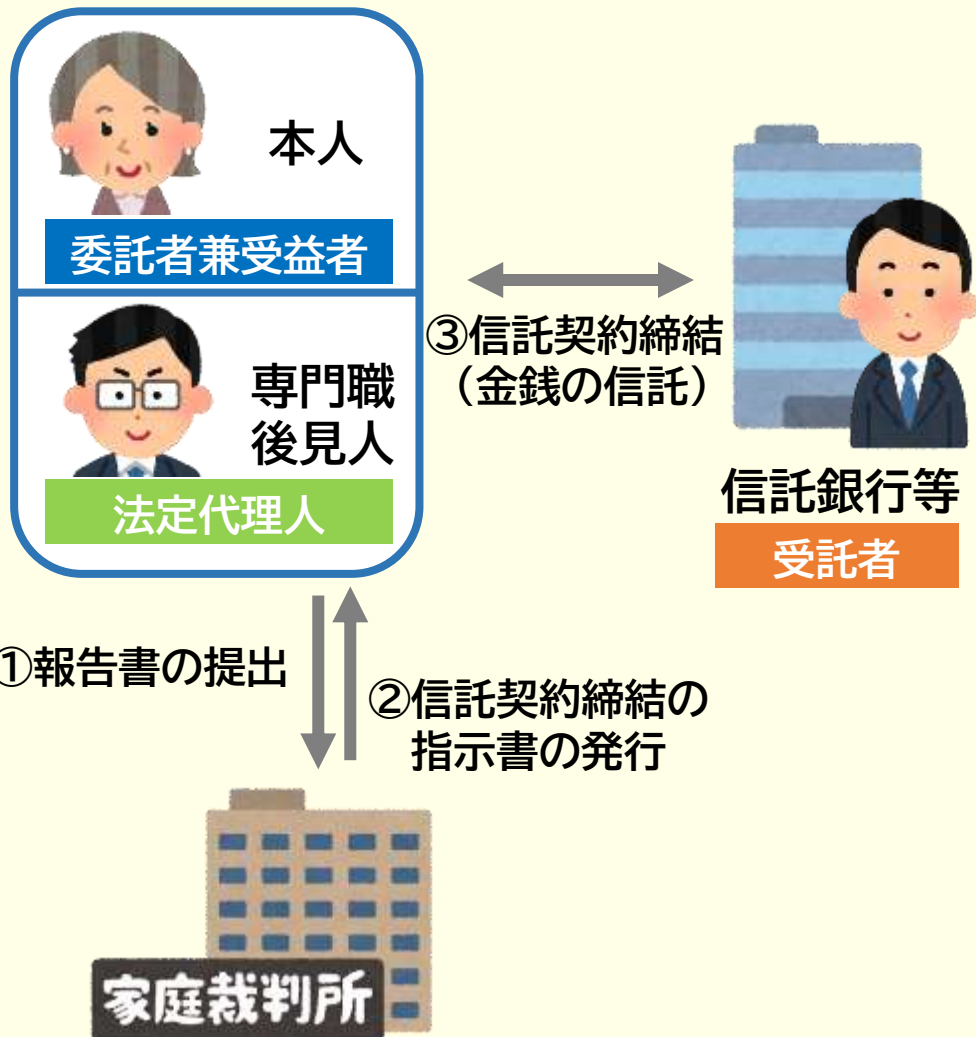 本人
委託者兼受益者
専門職
後見人
法定代理人
③信託契約締結
（金銭の信託）
信託銀行等
受託者
①報告書の提出
②信託契約締結の
指示書の発行
家庭裁判所